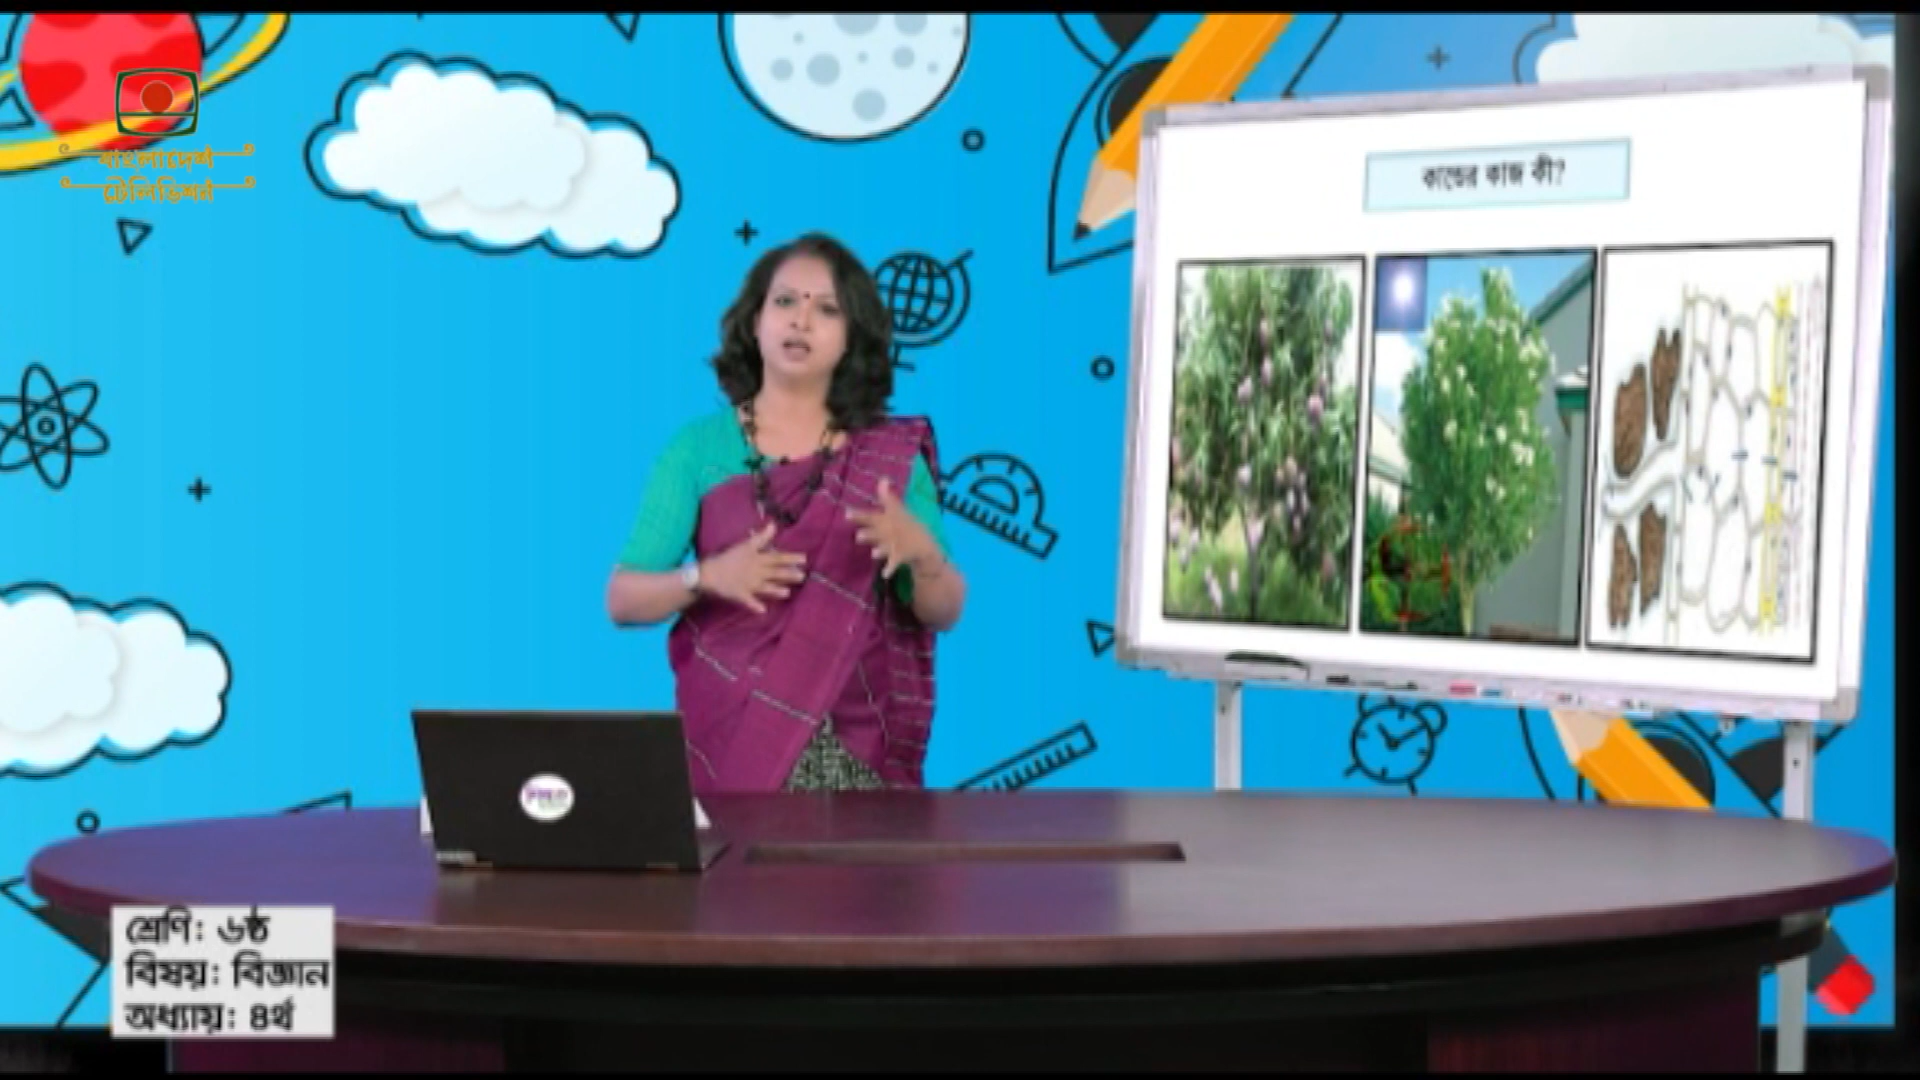 বাংলাদেশ
টেলিভিশন
কান্ডের কাজ কী?
শ্রেণি: ৬ষ্ঠ
বিষয়: বিজ্ঞান
অধ্যায়: ৪র্থ